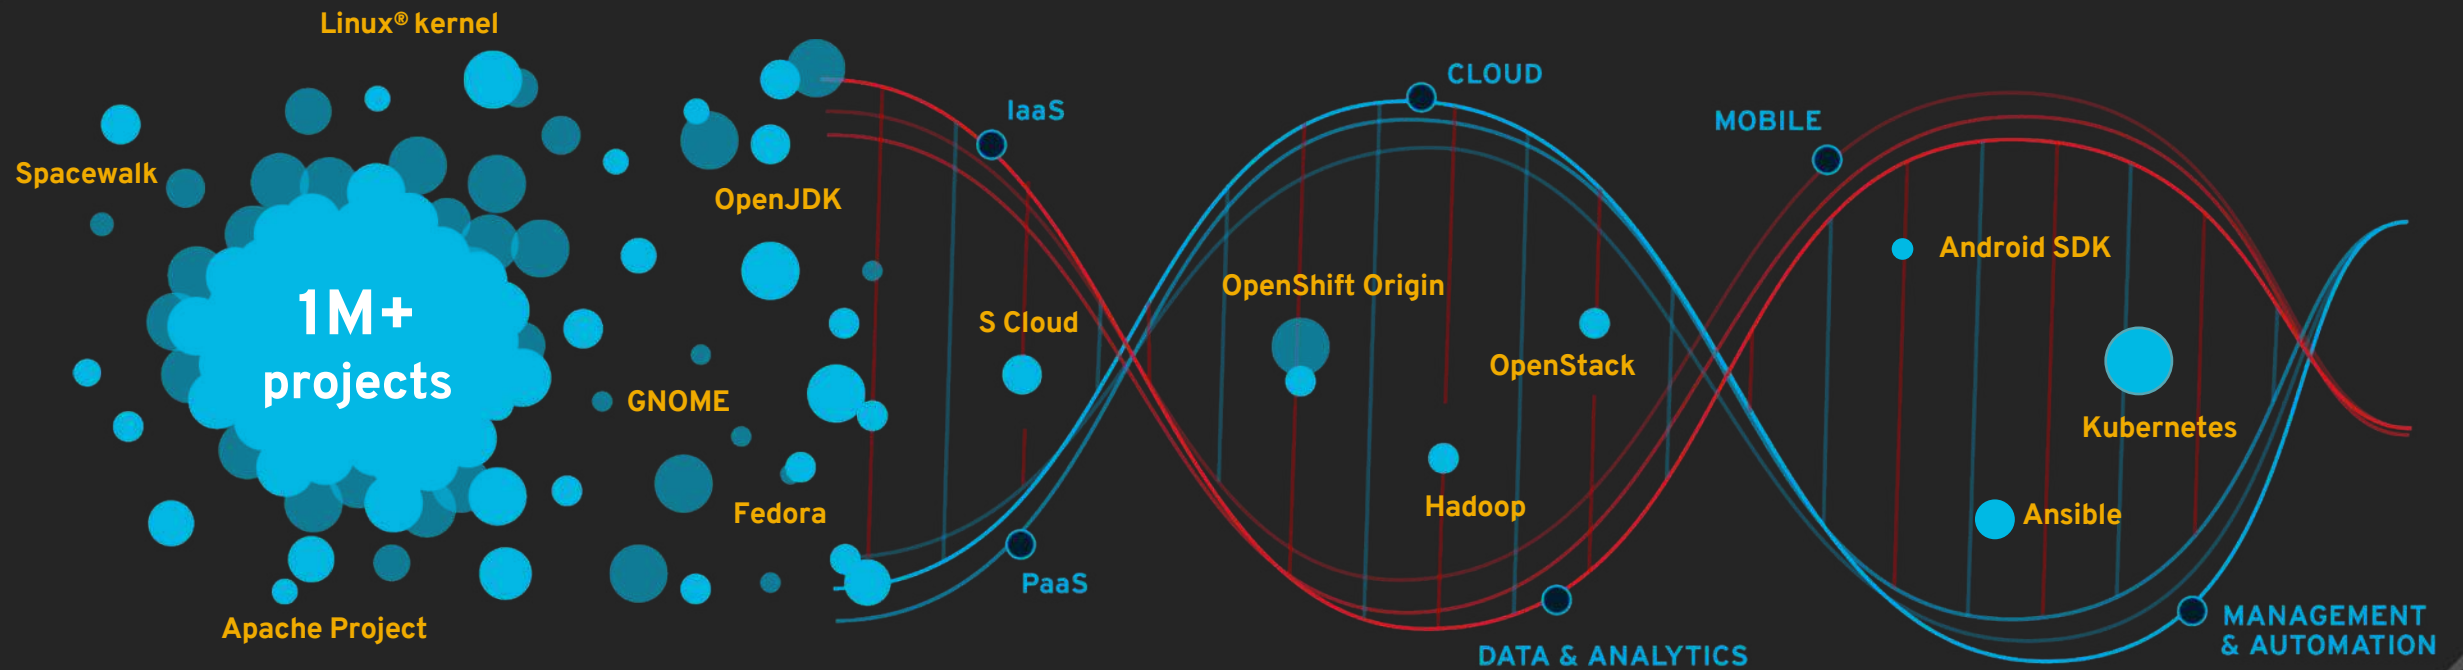 Linux® kernel
Spacewalk
1M+
projects
OpenJDK
GNOME
Fedora
Apache Project
IaaS
S Cloud
PaaS
CLOUD
OpenShift Origin
OpenStack
Hadoop
DATA & ANALYTICS
MOBILE
Android SDK
Kubernetes
Ansible
MANAGEMENT
& AUTOMATION